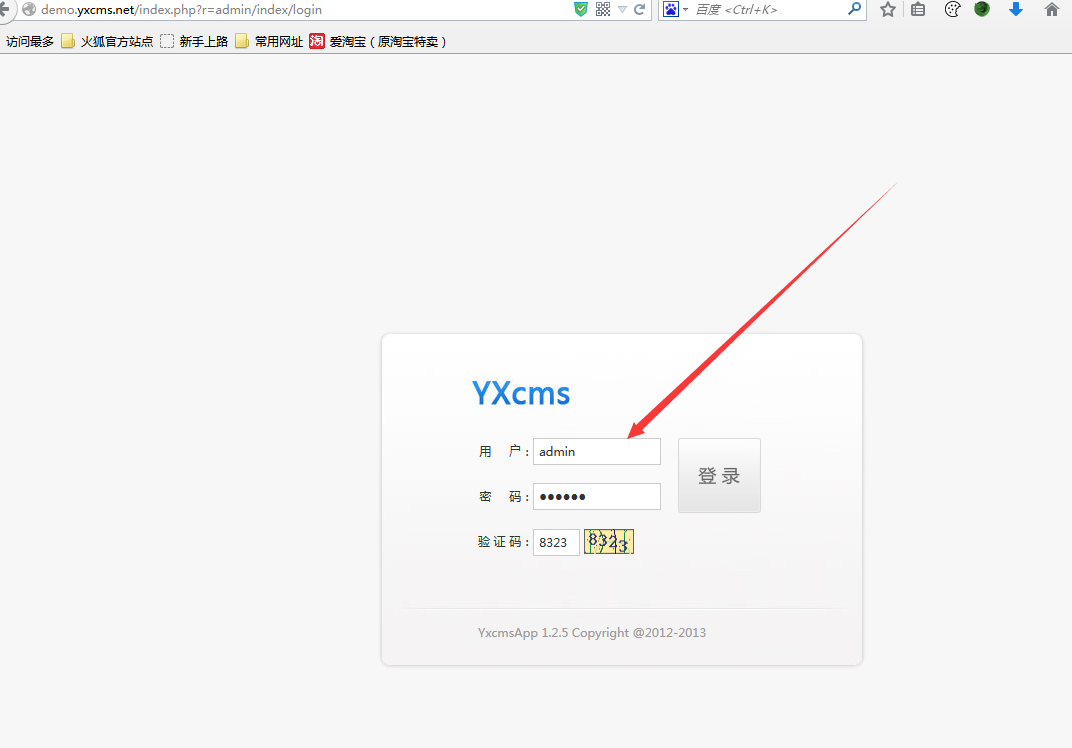 demo.yxcms.net/index.php?r=admin/index/login
百度 <Ctrl+K>
访问最多 火狐官方站点 新手上路 常用网址 淘 爱淘宝（原淘宝特卖）
YXcms
用 户: admin
登 录
密 码: ●●●●●●
验证码: 8323 8323
YxcmsApp 1.2.5 Copyright @2012-2013